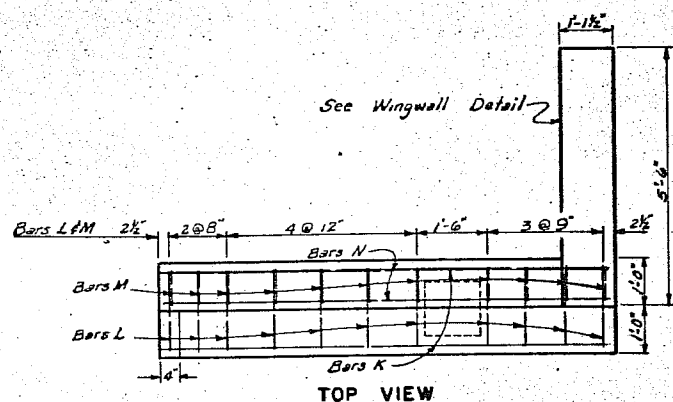 1'-1½"
See Wingwall Detail
5'-6"
Bars L&M 2½" 2@8" 4 @ 12" 1'-6" 3 @ 9" 2½"
Bars N
Bars M
1'-0"
Bars L
1'-0"
4"
Bars K
TOP VIEW